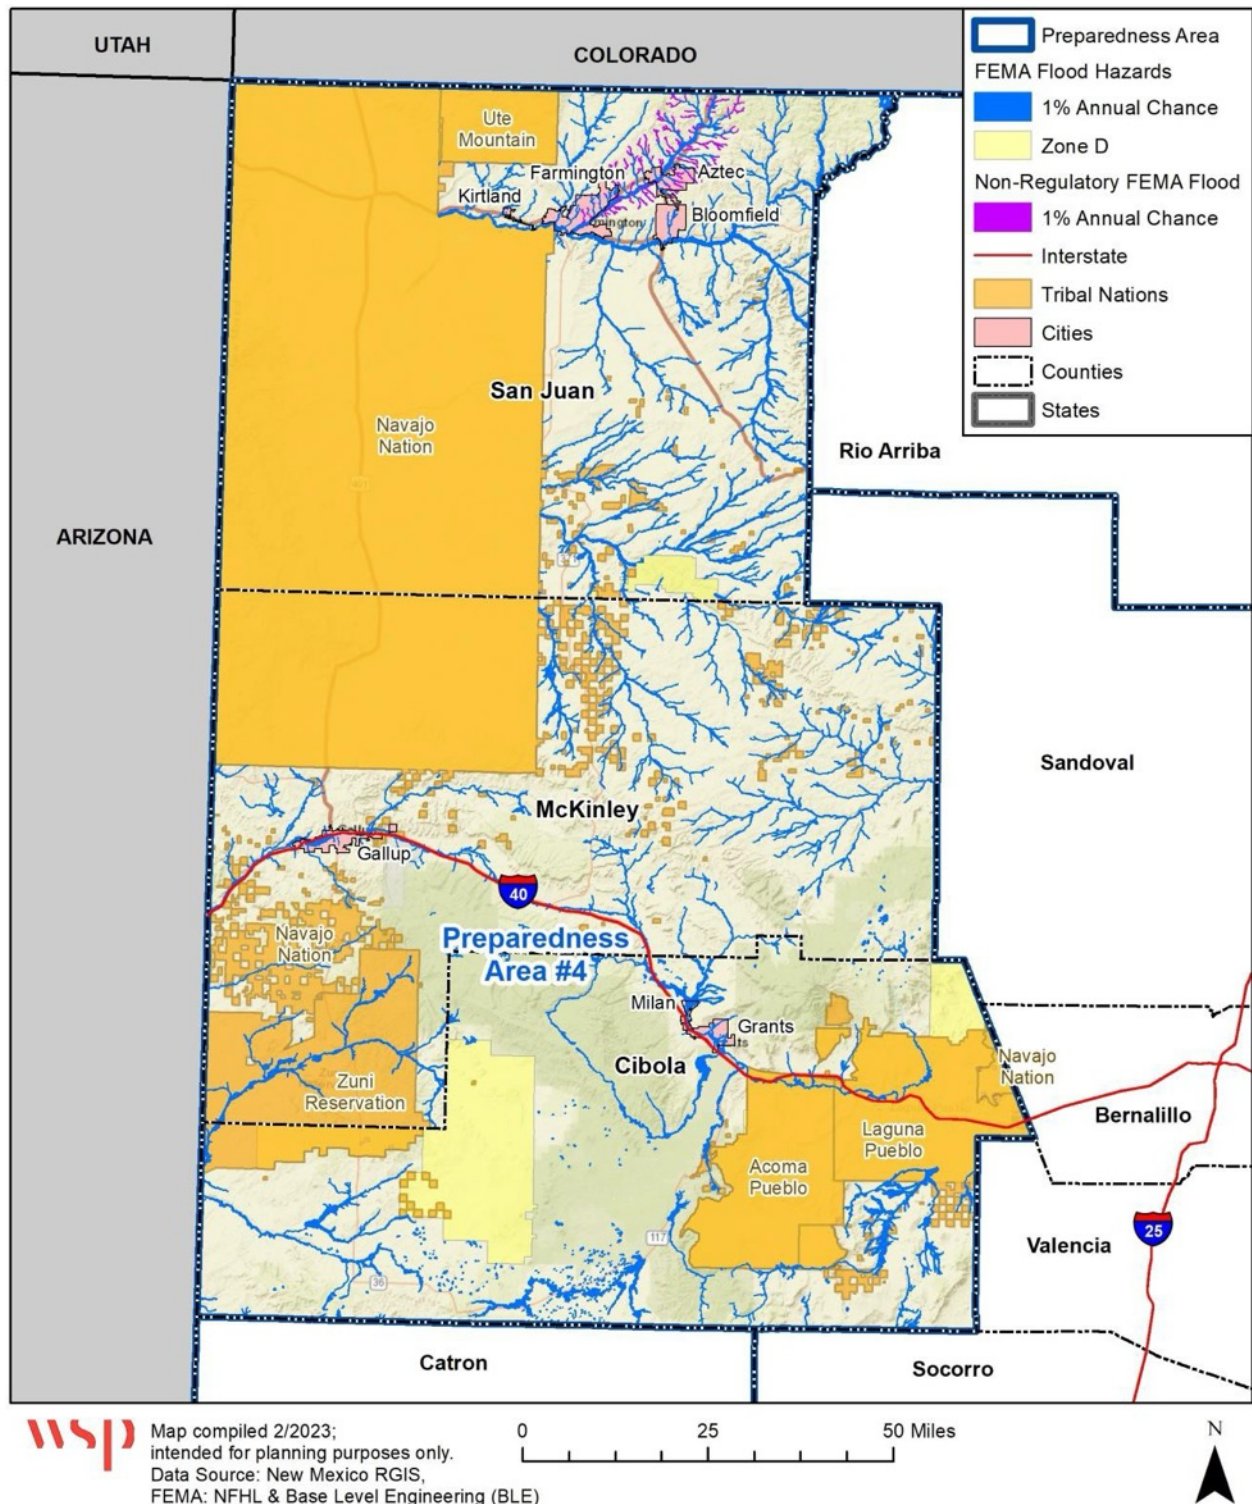 UTAH
COLORADO
Preparedness Area
FEMA Flood Hazards
1% Annual Chance
Zone D
Non-Regulatory FEMA Flood
1% Annual Chance
Interstate
Tribal Nations
Cities
Counties
States
Ute
Mountain
Farmington
Aztec
Kirtland
Bloomfield
San Juan
Navajo
Nation
Rio Arriba
ARIZONA
Sandoval
McKinley
Gallup
40
Navajo
Nation
Preparedness
Area #4
Milan
Grants
Cibola
Navajo
Nation
Zuni
Reservation
Bernalillo
Laguna
Pueblo
Acoma
Pueblo
117
25
Valencia
36
Catron
Socorro
wsp
Map compiled 2/2023;
intended for planning purposes only.
Data Source: New Mexico RGIS,
FEMA: NFHL & Base Level Engineering (BLE)
0 25 50 Miles
N